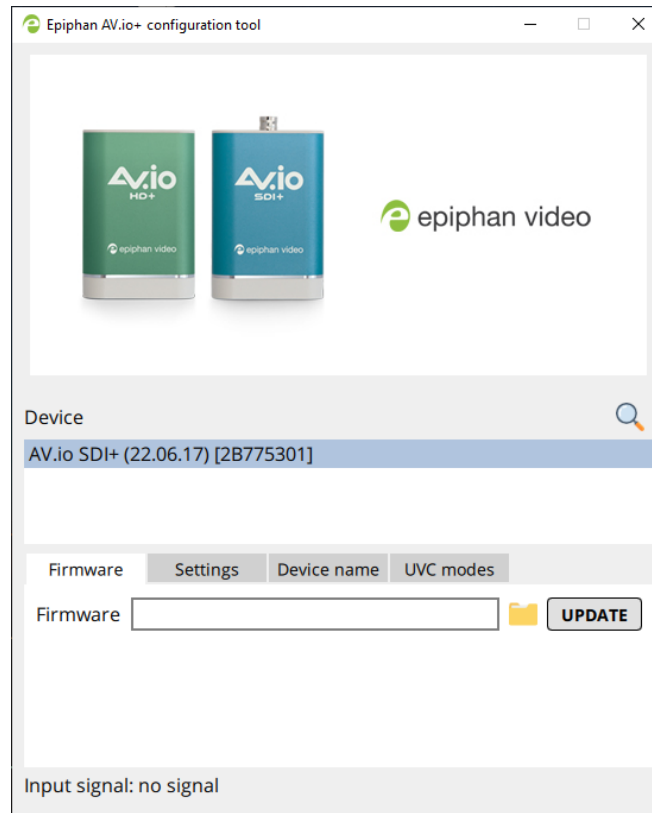 Epiphan AV.io+ configuration tool
AV.io
HD+
epiphan video
AV.io
SDI+
epiphan video
epiphan video
Device
AV.io SDI+ (22.06.17) [2B775301]
Firmware Settings Device name UVC modes
Firmware UPDATE
Input signal: no signal